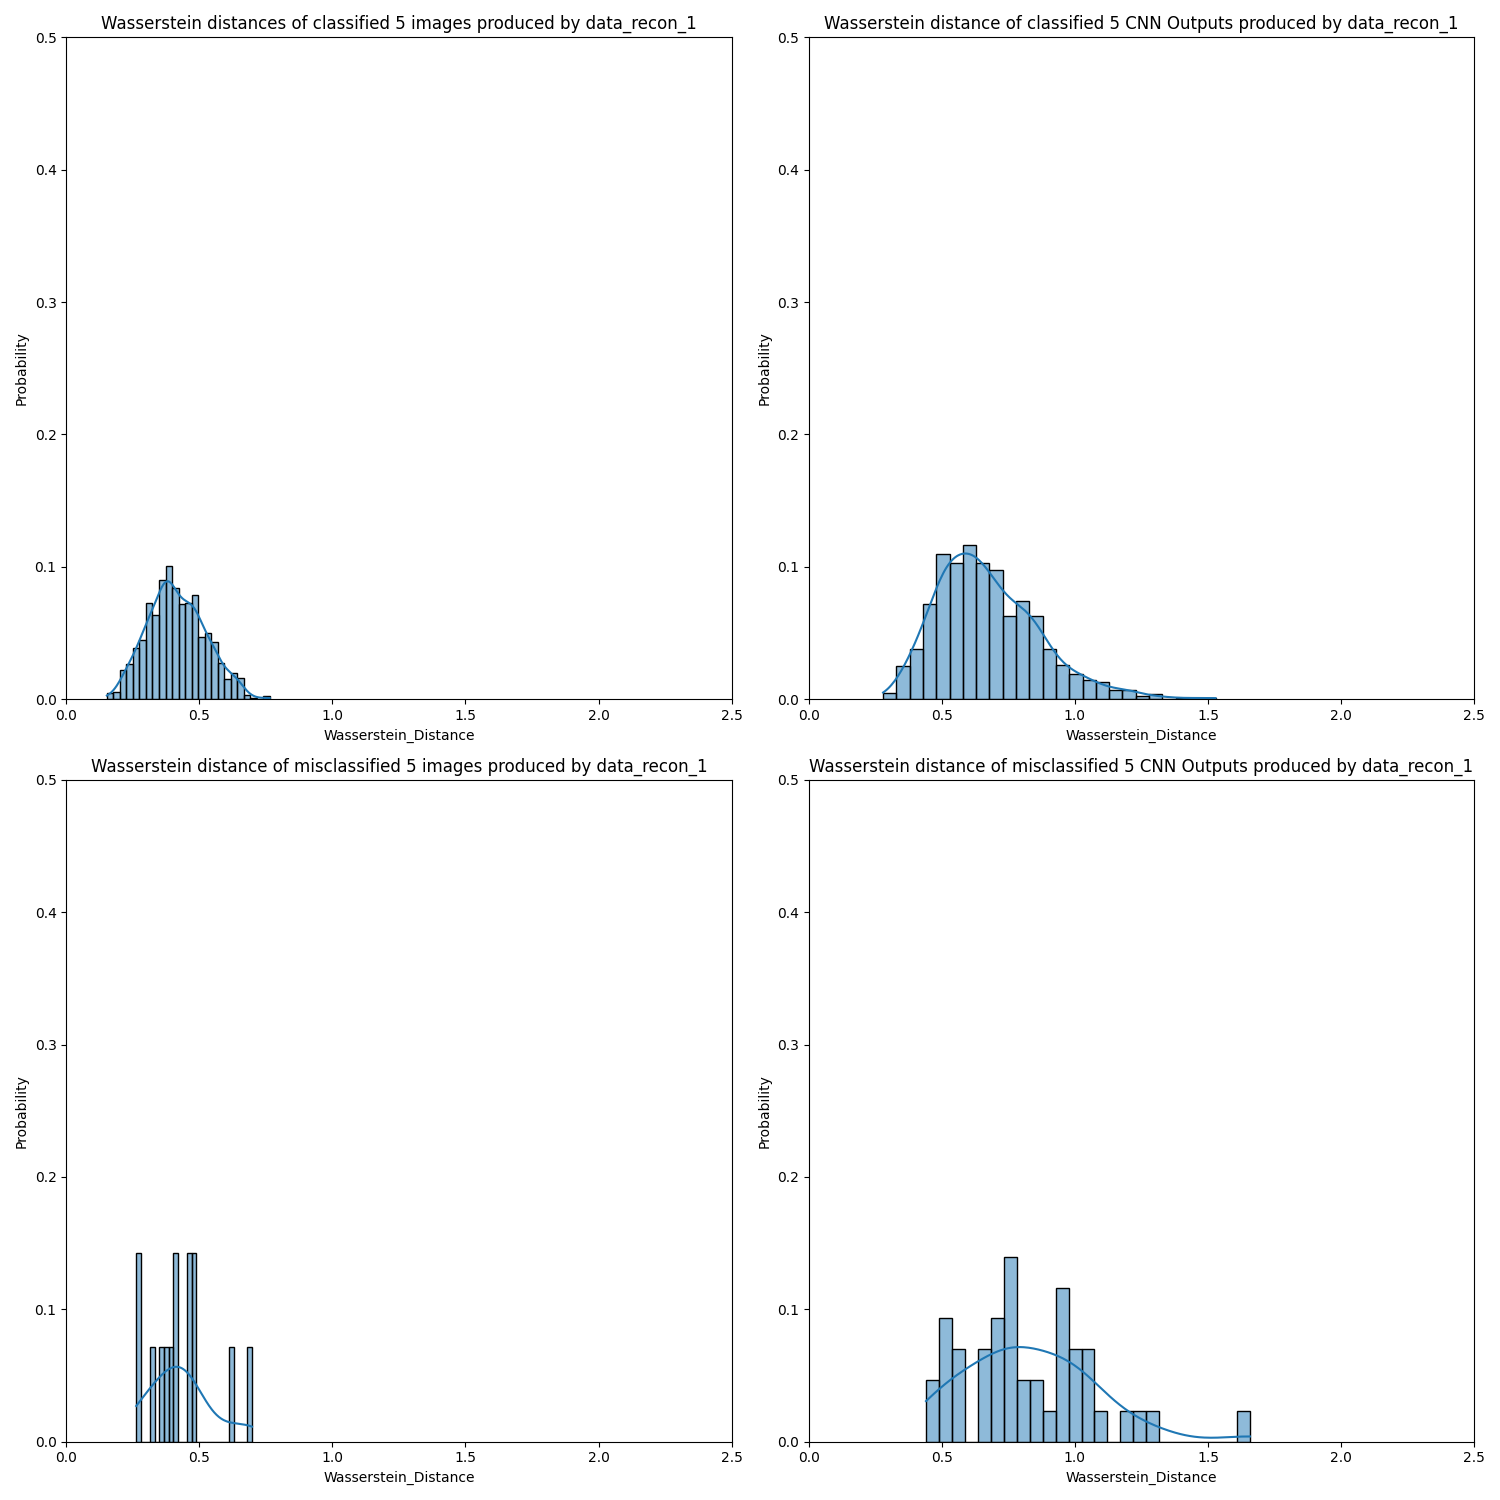 Wasserstein distances of classified 5 images produced by data_recon_1
0.5
0.4
0.3
0.2
0.1
0.0
Probability
0.0 0.5 1.0 1.5 2.0 2.5
Wasserstein_Distance
Wasserstein distance of classified 5 CNN Outputs produced by data_recon_1
0.5
0.4
0.3
0.2
0.1
0.0
Probability
0.0 0.5 1.0 1.5 2.0 2.5
Wasserstein_Distance
Wasserstein distance of misclassified 5 images produced by data_recon_1
0.5
0.4
0.3
0.2
0.1
0.0
Probability
0.0 0.5 1.0 1.5 2.0 2.5
Wasserstein_Distance
Wasserstein distance of misclassified 5 CNN Outputs produced by data_recon_1
0.5
0.4
0.3
0.2
0.1
0.0
Probability
0.0 0.5 1.0 1.5 2.0 2.5
Wasserstein_Distance